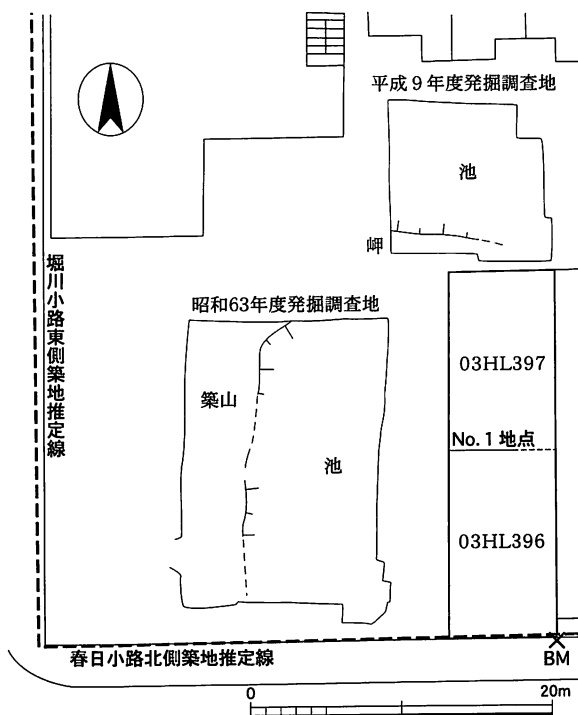 平成9年度発掘調査地
池
岬
堀川小路東側築地推定線
昭和63年度発掘調査地
築山
池
03HL397
No.1地点
03HL396
春日小路北側築地推定線
BM
0
20m